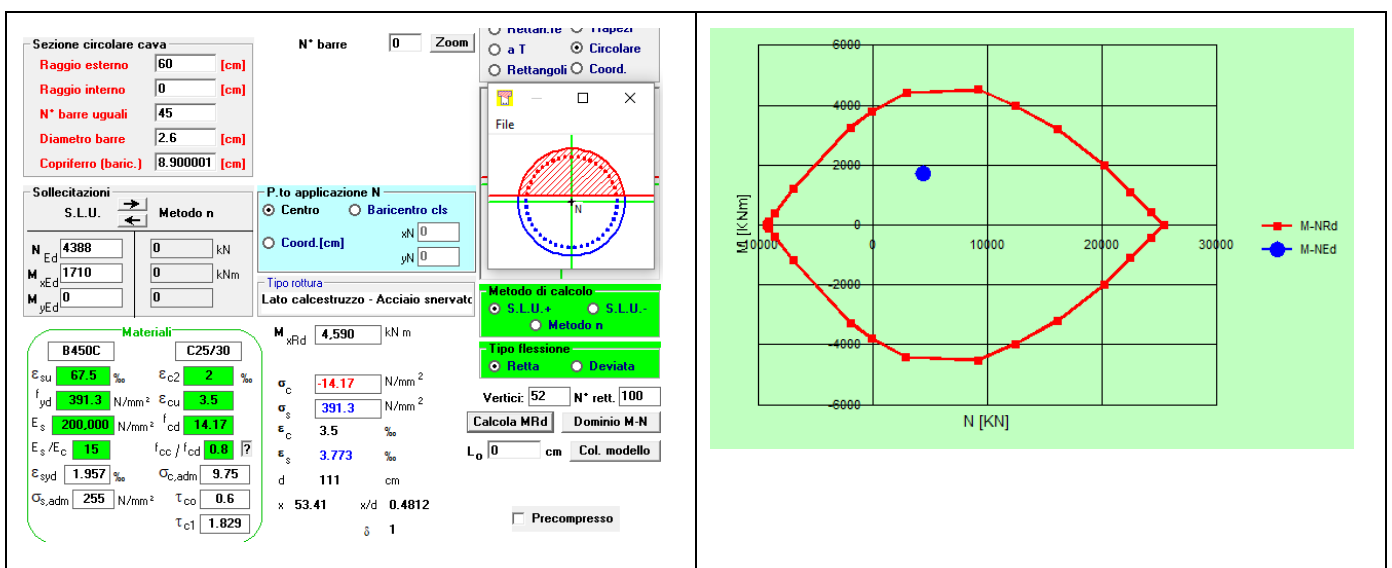 Rettan.re Trapezi
a T Circolare
Rettangoli Coord.
N* barre 0 Zoom
Sezione circolare cava
Raggio esterno 60 [cm]
Raggio interno 0 [cm]
N* barre uguali 45
Diametro barre 2.6 [cm]
Copriferro (baric.) 8.900001 [cm]
File
N
Sollecitazioni
S.L.U. Metodo n
N Ed 4388 0 kN
M xEd 1710 0 kNm
M yEd 0 0
P.to applicazione N
Centro Baricentro cls
Coord.[cm] xN 0
yN 0
Tipo rottura
Lato calcestruzzo - Acciaio snervato
Metodo di calcolo
S.L.U.+ S.L.U.-
Metodo n
Tipo flessione
Retta Deviata
Vertici: 52 N* rett. 100
Calcola MRd Dominio M-N
L₀ 0 cm Col. modello
Precompresso
Materiali
B450C C25/30
εsu 67.5 ‰ εc2 2 ‰
fyd 391.3 N/mm² εcu 3.5
Es 200,000 N/mm² fcd 14.17
Es /Ec 15 fcc / fcd 0.8 ?
εsyd 1.957 ‰ σc,adm 9.75
σs,adm 255 N/mm² τco 0.6
τc1 1.829
M xRd 4,590 kN m
σc -14.17 N/mm²
σs 391.3 N/mm²
εc 3.5 ‰
εs 3.773 ‰
d 111 cm
x 53.41 x/d 0.4812
δ 1
6000
4000
2000
0
-2000
-4000
-6000
M [KNm]
10000 0 10000 20000 30000
N [KN]
M-NRd
M-NEd